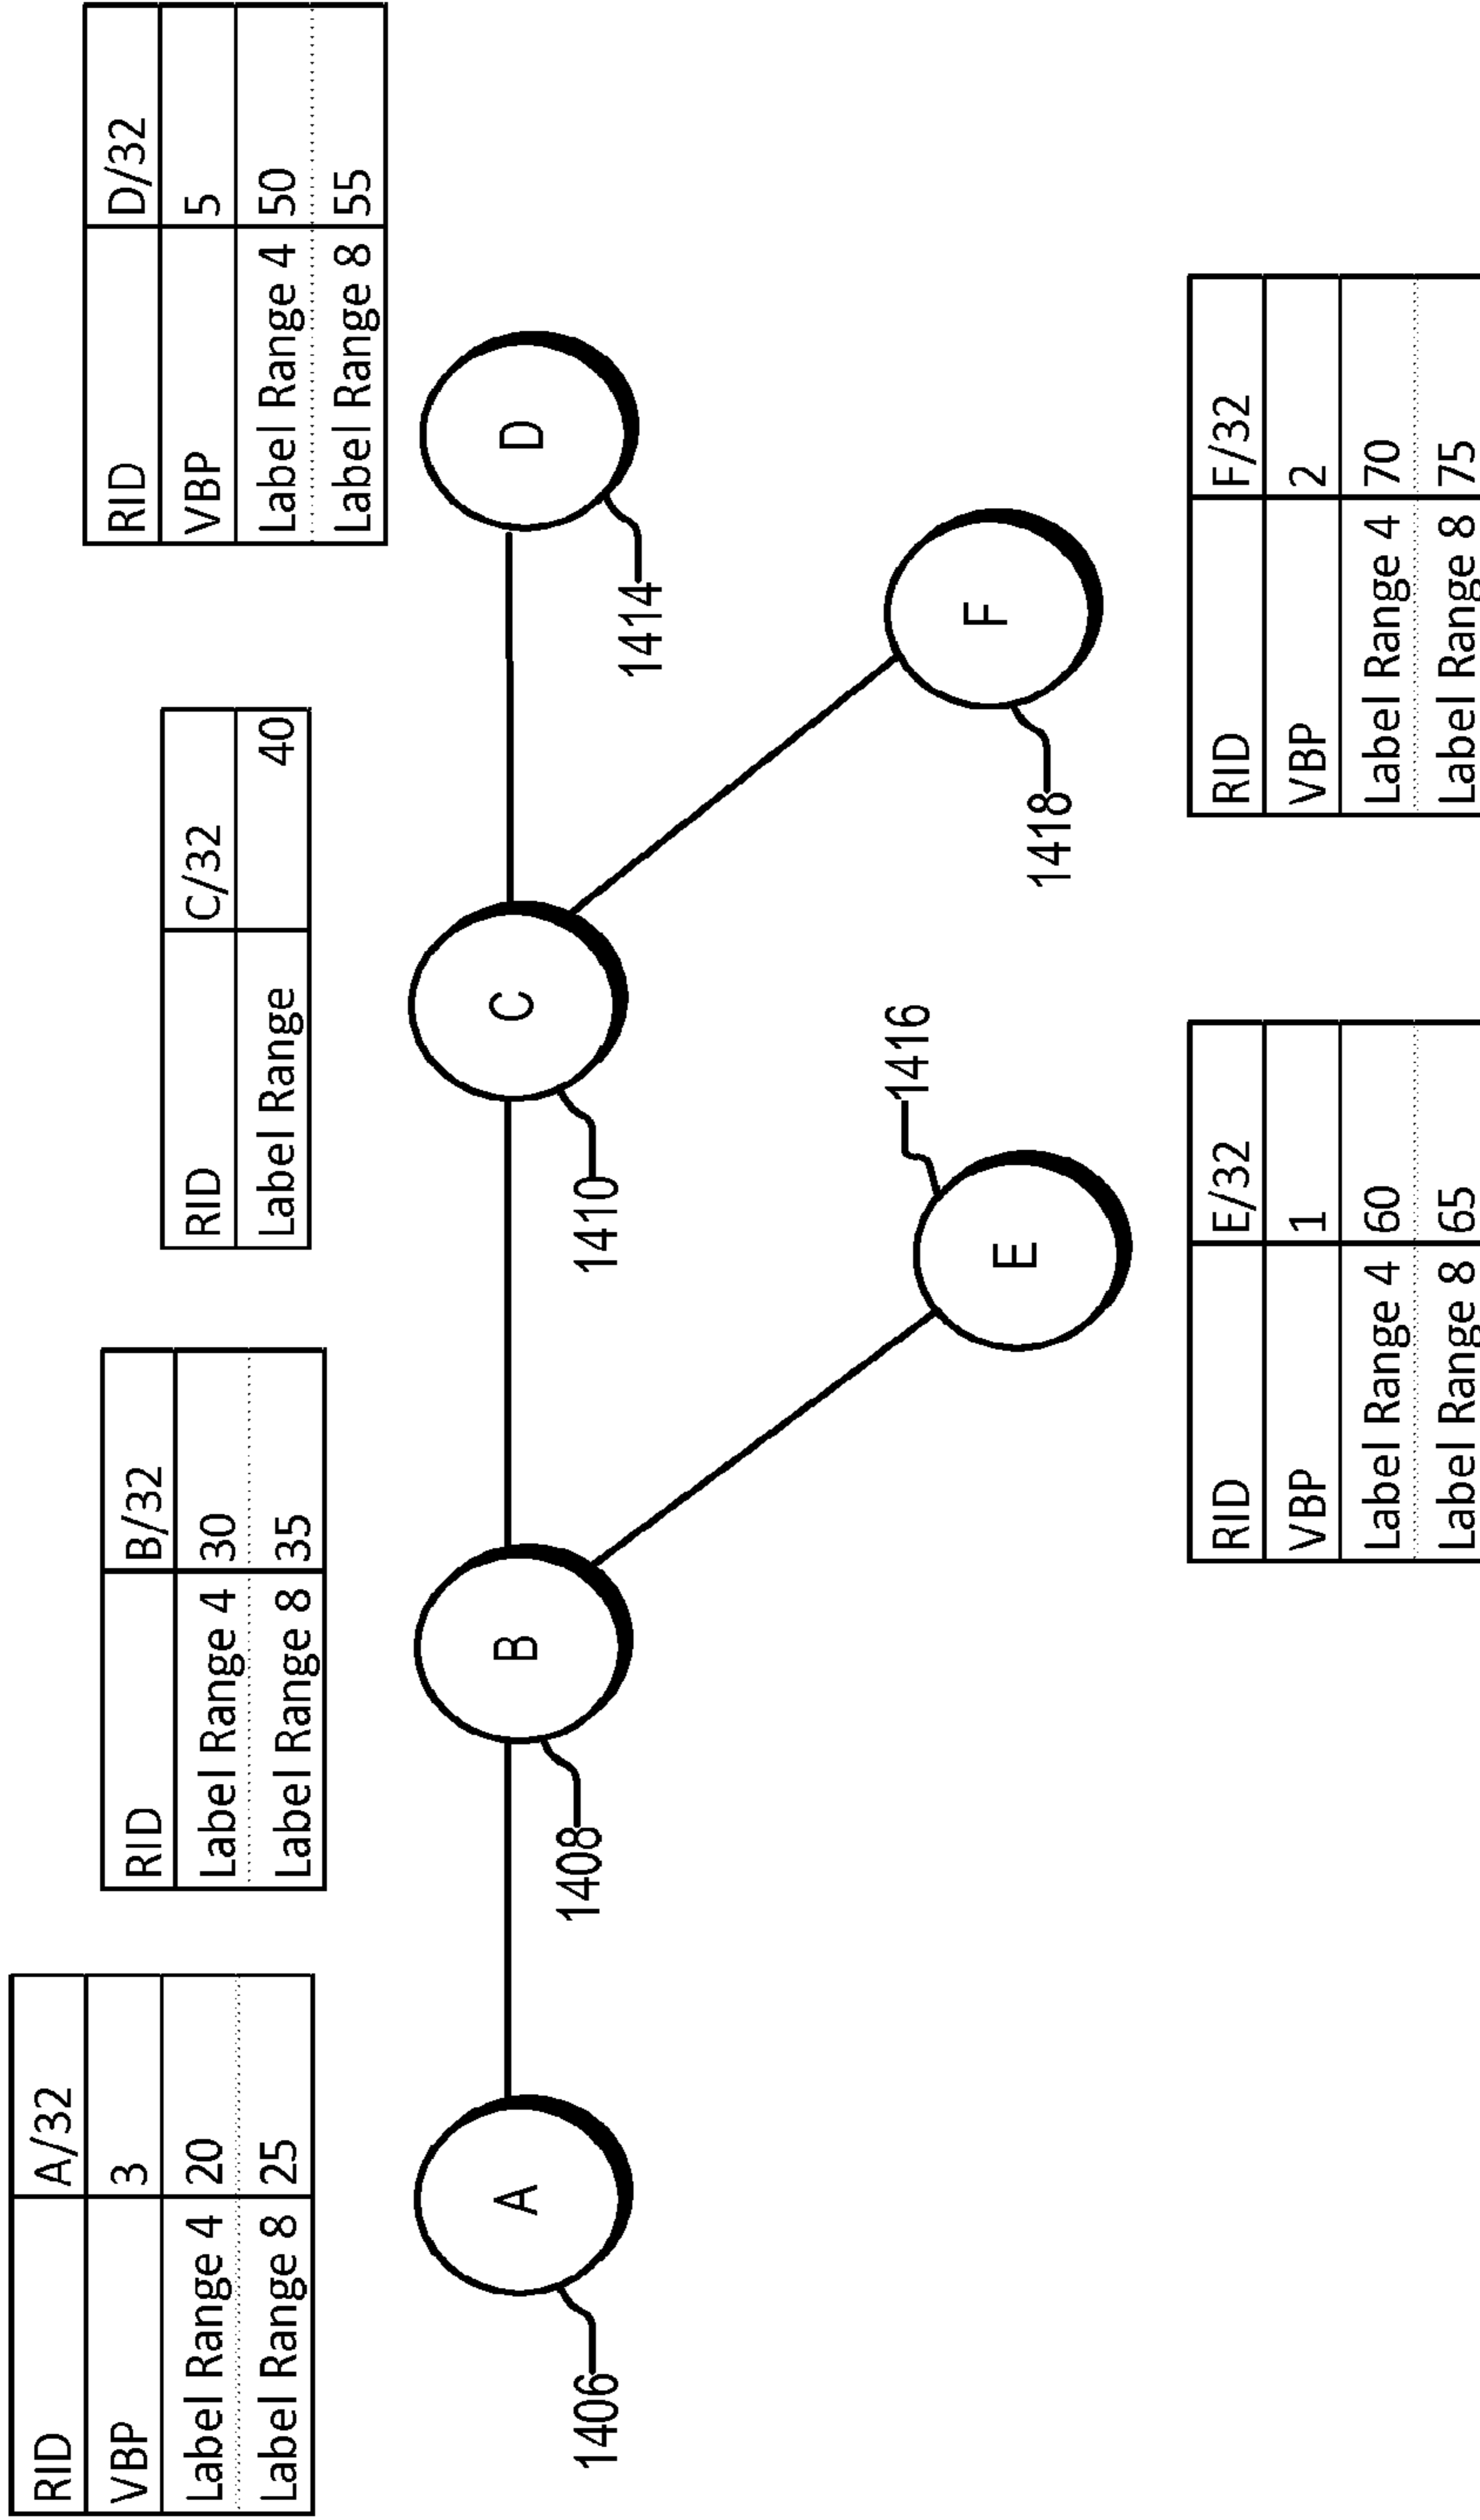 RID A/32
VBP 3
Label Range 4 20
Label Range 8 25
RID B/32
Label Range 4 30
Label Range 8 35
RID C/32
Label Range 40
RID D/32
VBP 5
Label Range 4 50
Label Range 8 55
A
B
C
D
1406
1408
1410
1414
E
F
1416
1418
RID E/32
VBP 1
Label Range 4 60
Label Range 8 65
RID F/32
VBP 2
Label Range 4 70
Label Range 8 75